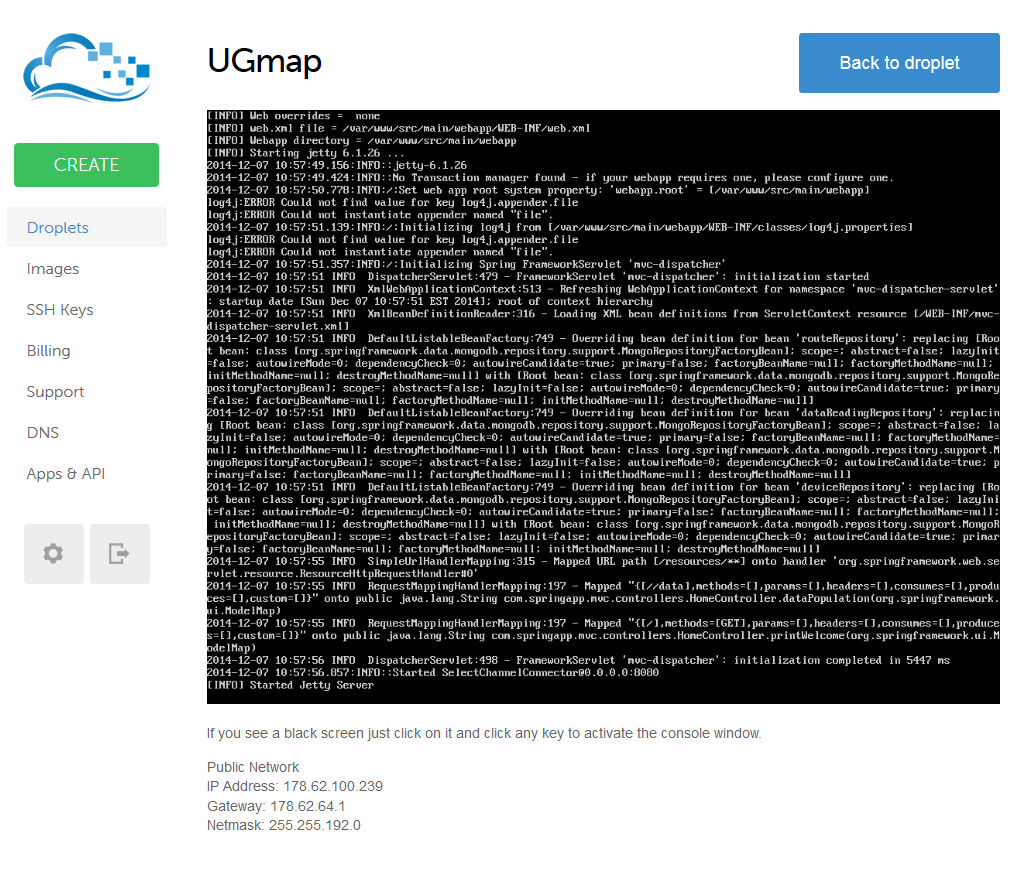 UGmap
Back to droplet
CREATE
Droplets
Images
SSH Keys
Billing
Support
DNS
Apps & API
[INFO] Web overrides =  none
[INFO] web.xml file = /var/www/src/main/webapp/WEB-INF/web.xml
[INFO] Webapp directory = /var/www/src/main/webapp
[INFO] Starting jetty 6.1.26 ...
2014-12-07 10:57:49.156:INFO::jetty-6.1.26
2014-12-07 10:57:49.424:INFO::No Transaction manager found - if your webapp requires one, please configure one.
2014-12-07 10:57:50.778:INFO:/:Set web app root system property: 'webapp.root' = [/var/www/src/main/webapp]
log4j:ERROR Could not find value for key log4j.appender.file
log4j:ERROR Could not instantiate appender named "file".
2014-12-07 10:57:51.139:INFO:/:Initializing log4j from [/var/www/src/main/webapp/WEB-INF/classes/log4j.properties]
log4j:ERROR Could not find value for key log4j.appender.file
log4j:ERROR Could not instantiate appender named "file".
2014-12-07 10:57:51.357:INFO:/:Initializing Spring FrameworkServlet 'mvc-dispatcher'
2014-12-07 10:57:51 INFO  DispatcherServlet:479 - FrameworkServlet 'mvc-dispatcher': initialization started
2014-12-07 10:57:51 INFO  XmlWebApplicationContext:513 - Refreshing WebApplicationContext for namespace 'mvc-dispatcher-servlet'
: startup date [Sun Dec 07 10:57:51 EST 2014]; root of context hierarchy
2014-12-07 10:57:51 INFO  XmlBeanDefinitionReader:316 - Loading XML bean definitions from ServletContext resource [/WEB-INF/mvc-
dispatcher-servlet.xml]
2014-12-07 10:57:51 INFO  DefaultListableBeanFactory:749 - Overriding bean definition for bean 'routeRepository': replacing [Roo
t bean: class [org.springframework.data.mongodb.repository.support.MongoRepositoryFactoryBean]; scope=; abstract=false; lazyInit
=false; autowireMode=0; dependencyCheck=0; autowireCandidate=true; primary=false; factoryBeanName=null; factoryMethodName=null;
initMethodName=null; destroyMethodName=null] with [Root bean: class [org.springframework.data.mongodb.repository.support.MongoRe
positoryFactoryBean]; scope=; abstract=false; lazyInit=false; autowireMode=0; dependencyCheck=0; autowireCandidate=true; primary
=false; factoryBeanName=null; factoryMethodName=null; initMethodName=null; destroyMethodName=null]
2014-12-07 10:57:51 INFO  DefaultListableBeanFactory:749 - Overriding bean definition for bean 'dataReadingRepository': replacin
g [Root bean: class [org.springframework.data.mongodb.repository.support.MongoRepositoryFactoryBean]; scope=; abstract=false; la
zyInit=false; autowireMode=0; dependencyCheck=0; autowireCandidate=true; primary=false; factoryBeanName=null; factoryMethodName=
null; initMethodName=null; destroyMethodName=null] with [Root bean: class [org.springframework.data.mongodb.repository.support.M
ongoRepositoryFactoryBean]; scope=; abstract=false; lazyInit=false; autowireMode=0; dependencyCheck=0; autowireCandidate=true; p
rimary=false; factoryBeanName=null; factoryMethodName=null; initMethodName=null; destroyMethodName=null]
2014-12-07 10:57:51 INFO  DefaultListableBeanFactory:749 - Overriding bean definition for bean 'deviceRepository': replacing [Ro
ot bean: class [org.springframework.data.mongodb.repository.support.MongoRepositoryFactoryBean]; scope=; abstract=false; lazyIni
t=false; autowireMode=0; dependencyCheck=0; autowireCandidate=true; primary=false; factoryBeanName=null; factoryMethodName=null;
 initMethodName=null; destroyMethodName=null] with [Root bean: class [org.springframework.data.mongodb.repository.support.MongoR
epositoryFactoryBean]; scope=; abstract=false; lazyInit=false; autowireMode=0; dependencyCheck=0; autowireCandidate=true; primar
y=false; factoryBeanName=null; factoryMethodName=null; initMethodName=null; destroyMethodName=null]
2014-12-07 10:57:55 INFO  SimpleUrlHandlerMapping:315 - Mapped URL path [/resources/**] onto handler 'org.springframework.web.se
rvlet.resource.ResourceHttpRequestHandler#0'
2014-12-07 10:57:55 INFO  RequestMappingHandlerMapping:197 - Mapped "{[//data],methods=[],params=[],headers=[],consumes=[],produ
ces=[],custom=[]}" onto public java.lang.String com.springapp.mvc.controllers.HomeController.dataPopulation(org.springframework.
ui.ModelMap)
2014-12-07 10:57:55 INFO  RequestMappingHandlerMapping:197 - Mapped "{[/],methods=[GET],params=[],headers=[],consumes=[],produce
s=[],custom=[]}" onto public java.lang.String com.springapp.mvc.controllers.HomeController.printWelcome(org.springframework.ui.M
odelMap)
2014-12-07 10:57:56 INFO  DispatcherServlet:498 - FrameworkServlet 'mvc-dispatcher': initialization completed in 5447 ms
2014-12-07 10:57:56.857:INFO::Started SelectChannelConnector@0.0.0.0:8080
[INFO] Started Jetty Server
If you see a black screen just click on it and click any key to activate the console window.
Public Network
IP Address: 178.62.100.239
Gateway: 178.62.64.1
Netmask: 255.255.192.0